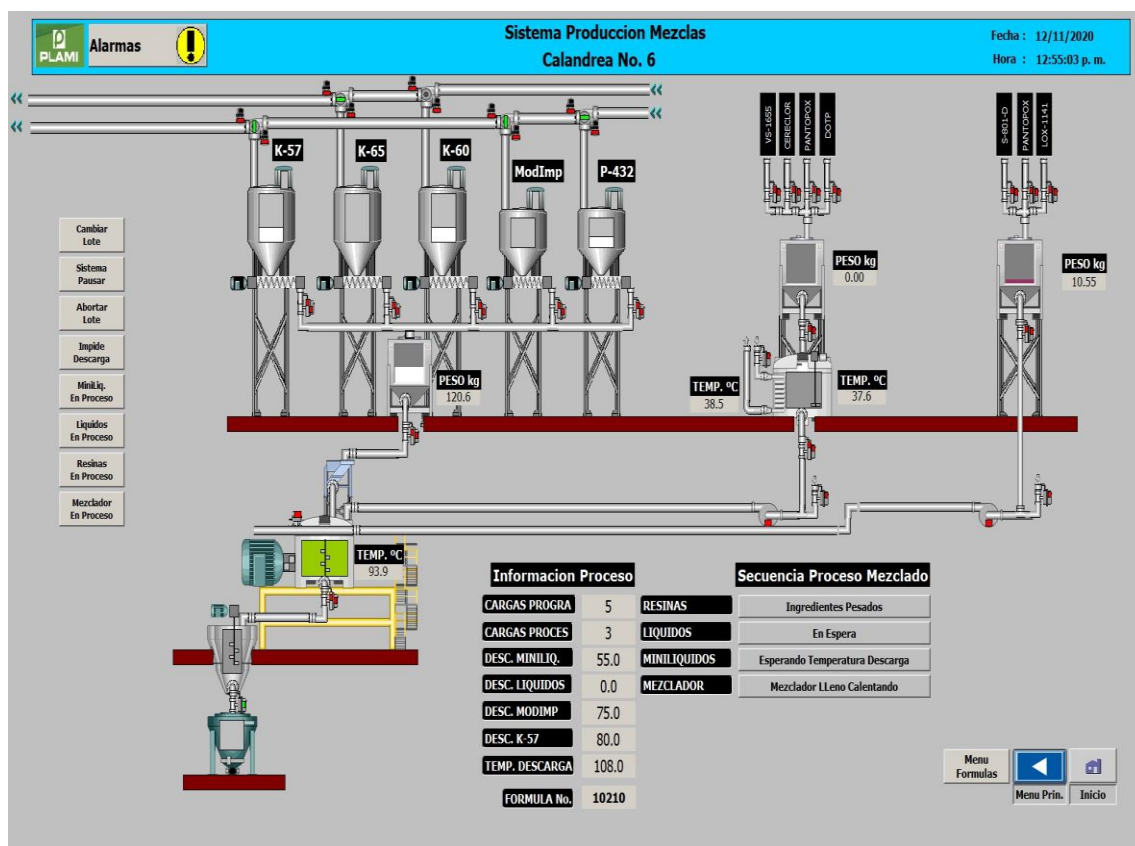 PLAMI
Alarmas
Sistema Produccion Mezclas
Calandrea No. 6
Fecha : 12/11/2020
Hora : 12:55:03 p. m.
K-57
K-65
K-60
ModImp
P-432
VS-1655
CERECLOR
PANTOPOX
DOTP
S-801-D
PANTOPOX
LOX-1141
Cambiar
Lote
Sistema
Pausar
Abortar
Lote
Impide
Descarga
MiniLiq.
En Proceso
Liquidos
En Proceso
Resinas
En Proceso
Mezclador
En Proceso
PESO kg
0.00
PESO kg
10.55
PESO kg
120.6
TEMP. ºC
38.5
TEMP. ºC
37.6
TEMP. ºC
93.9
Informacion Proceso
CARGAS PROGRA 5
CARGAS PROCES 3
DESC. MINILIQ. 55.0
DESC. LIQUIDOS 0.0
DESC. MODIMP 75.0
DESC. K-57 80.0
TEMP. DESCARGA 108.0
FORMULA No. 10210
Secuencia Proceso Mezclado
RESINAS Ingredientes Pesados
LIQUIDOS En Espera
MINILIQUIDOS Esperando Temperatura Descarga
MEZCLADOR Mezclador LLeno Calentando
Menu
Formulas
Menu Prin.
Inicio